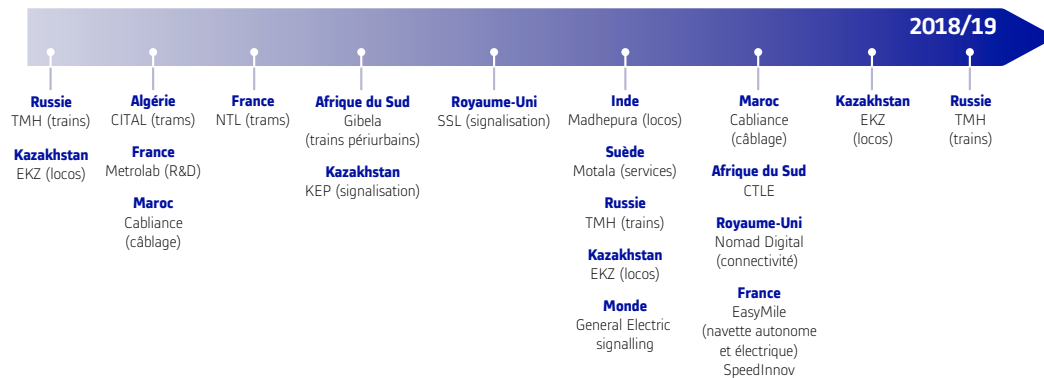 2018/19
Russie
TMH (trains)
Kazakhstan
EKZ (locos)
Algérie
CITAL (trams)
France
Metrolab (R&D)
Maroc
Cabliance
(câblage)
France
NTL (trams)
Afrique du Sud
Gibela
(trains périurbains)
Kazakhstan
KEP (signalisation)
Royaume-Uni
SSL (signalisation)
Inde
Madhepura (locos)
Suède
Motala (services)
Russie
TMH (trains)
Kazakhstan
EKZ (locos)
Monde
General Electric
signalling
Maroc
Cabliance
(câblage)
Afrique du Sud
CTLE
Royaume-Uni
Nomad Digital
(connectivité)
France
EasyMile
(navette autonome
et électrique)
SpeedInnov
Kazakhstan
EKZ
(locos)
Russie
TMH
(trains)